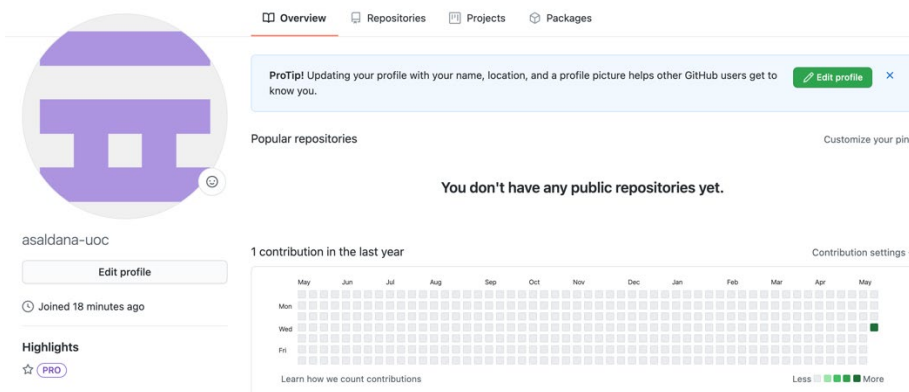 Overview
Repositories
Projects
Packages
ProTip! Updating your profile with your name, location, and a profile picture helps other GitHub users get to
know you.
Edit profile
Popular repositories
Customize your pin
You don't have any public repositories yet.
asaldana-uoc
Edit profile
Joined 18 minutes ago
Highlights
PRO
1 contribution in the last year
Contribution settings
May Jun Jul Aug Sep Oct Nov Dec Jan Feb Mar Apr May
Mon
Wed
Fri
Learn how we count contributions
Less More